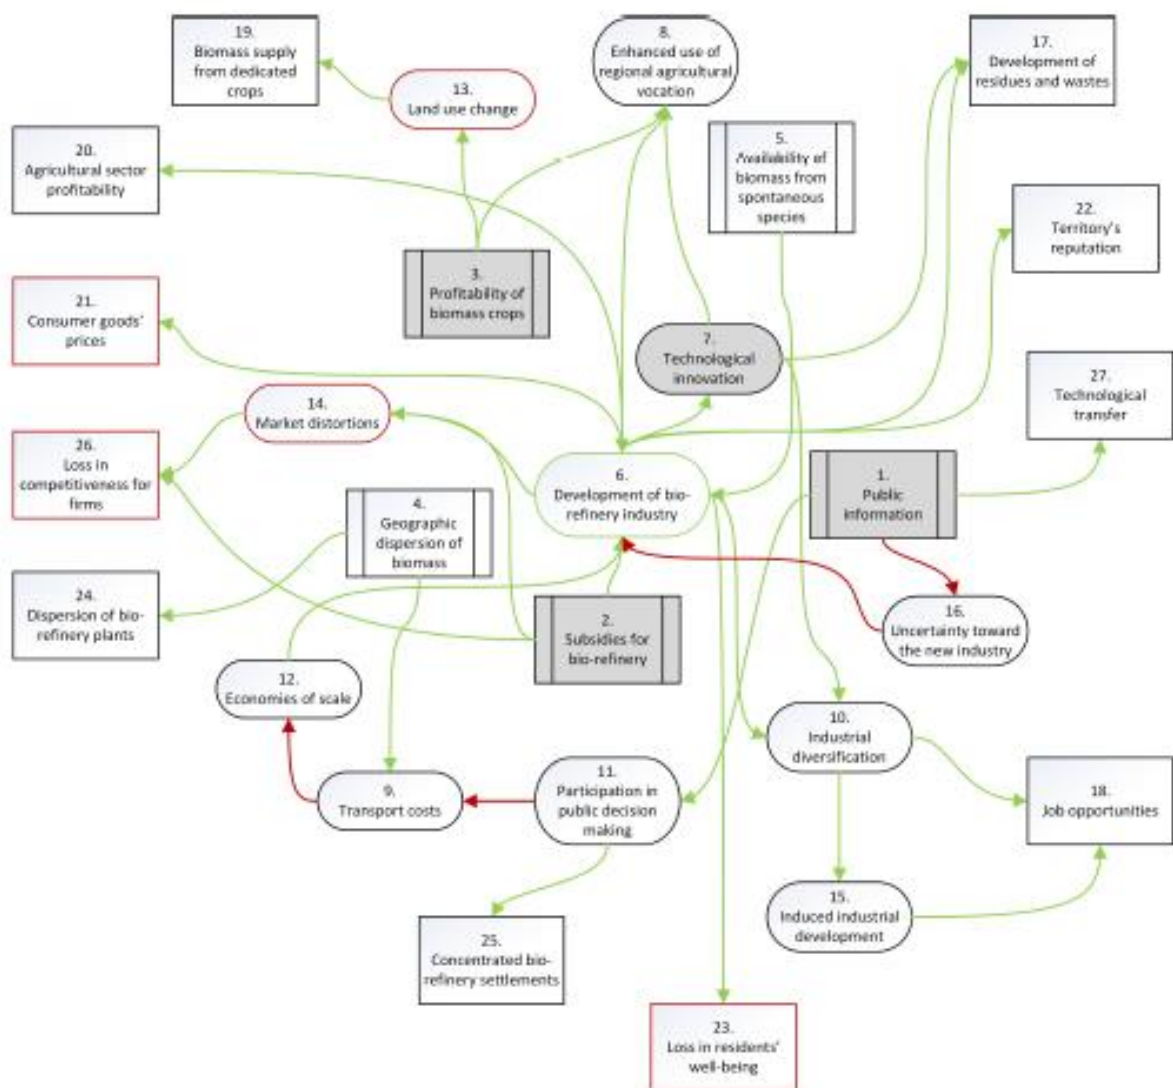 19.
Biomass supply
from dedicated
crops
8.
Enhanced use of
regional agricultural
vocation
17.
Development of
residues and wastes
13.
Land use change
5.
Availability of
biomass from
spontaneous
species
20.
Agricultural sector
profitability
22.
Territory's
reputation
3.
Profitability of
biomass crops
21.
Consumer goods'
prices
7.
Technological
innovation
27.
Technological
transfer
14.
Market distortions
26.
Loss in
competitiveness for
firms
6.
Development of bio-
refinery industry
1.
Public
information
4.
Geographic
dispersion of
biomass
24.
Dispersion of bio-
refinery plants
2.
Subsidies for
bio-refinery
16.
Uncertainty toward
the new industry
12.
Economies of scale
10.
Industrial
diversification
9.
Transport costs
11.
Participation in
public decision
making
18.
Job opportunities
15.
Induced industrial
development
25.
Concentrated bio-
refinery settlements
23.
Loss in residents'
well-being